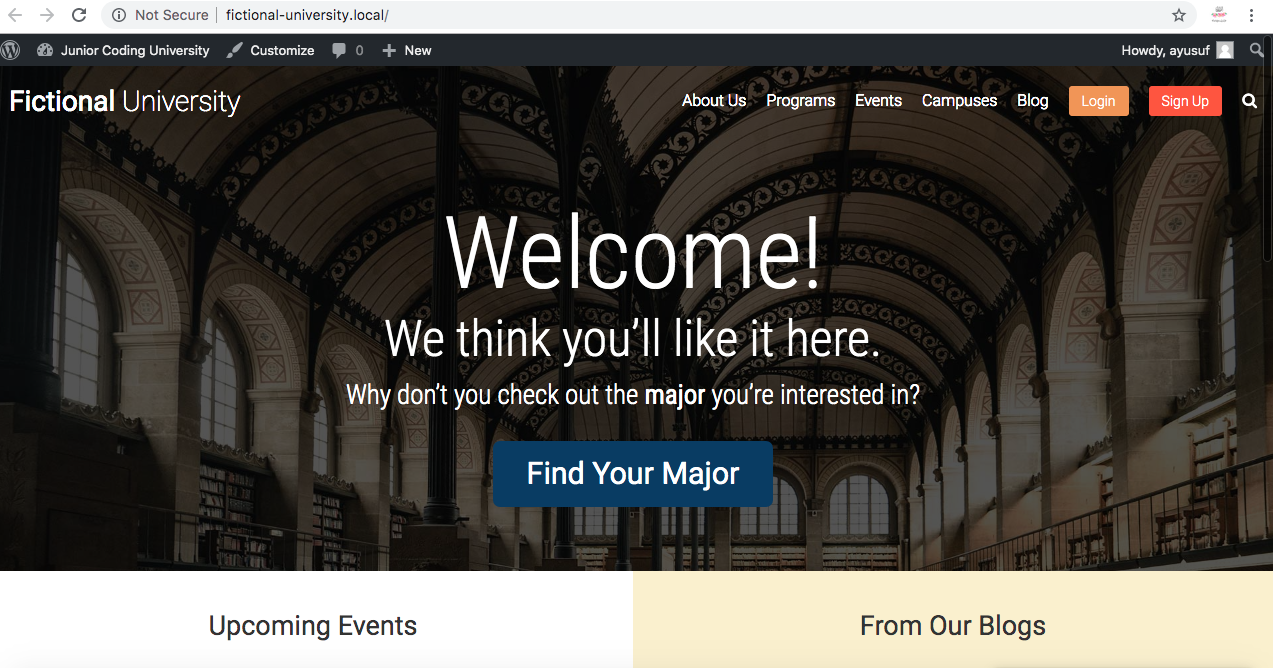 Not Secure | fictional-university.local/
Junior Coding University Customize 0 New Howdy, ayusuf
Fictional University About Us Programs Events Campuses Blog Login Sign Up
Welcome!
We think you’ll like it here.
Why don’t you check out the major you’re interested in?
Find Your Major
Upcoming Events From Our Blogs